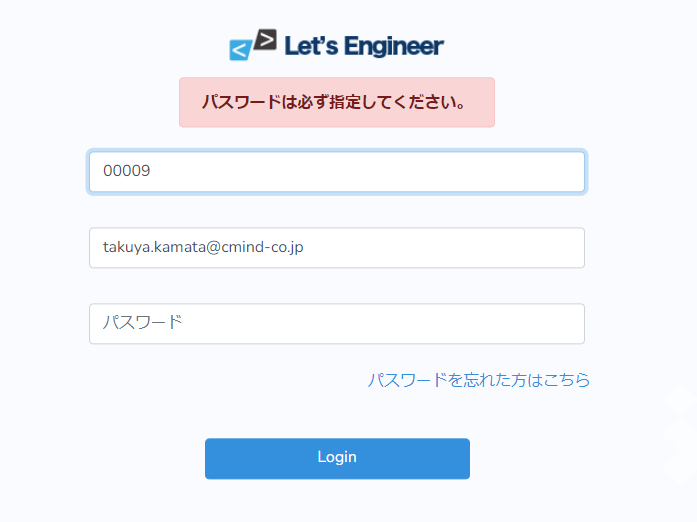 <> Let's Engineer
パスワードは必ず指定してください。
00009
takuya.kamata@cmind-co.jp
パスワード
パスワードを忘れた方はこちら
Login